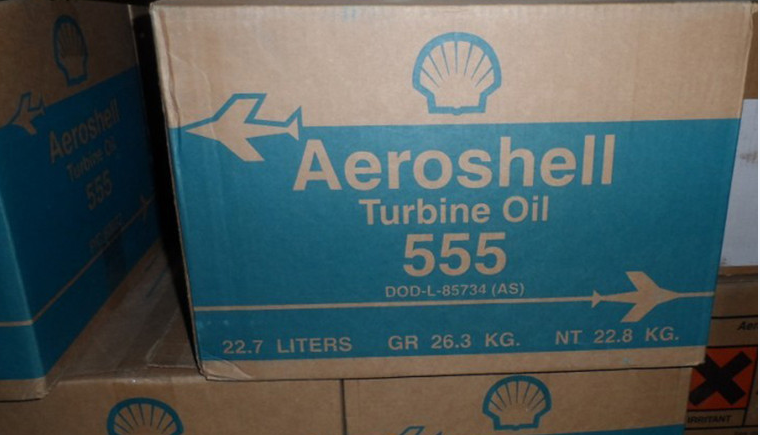 Aeroshell
Turbine Oil
555
DOD-L-85734 (AS)
22.7 LITERS GR 26.3 KG. NT 22.8 KG.
Aeroshell
Turbine Oil
555
IRRITANT